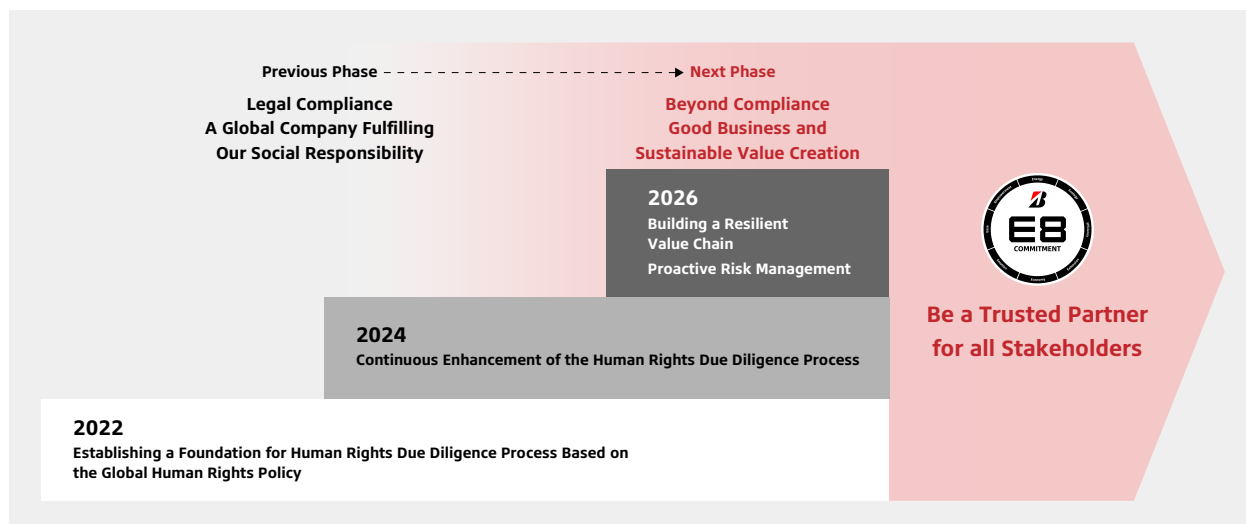 Previous Phase
Next Phase
Legal Compliance
A Global Company Fulfilling
Our Social Responsibility
Beyond Compliance
Good Business and
Sustainable Value Creation
2026
Building a Resilient
Value Chain
Proactive Risk Management
E8
COMMITMENT
Be a Trusted Partner
for all Stakeholders
2024
Continuous Enhancement of the Human Rights Due Diligence Process
2022
Establishing a Foundation for Human Rights Due Diligence Process Based on
the Global Human Rights Policy